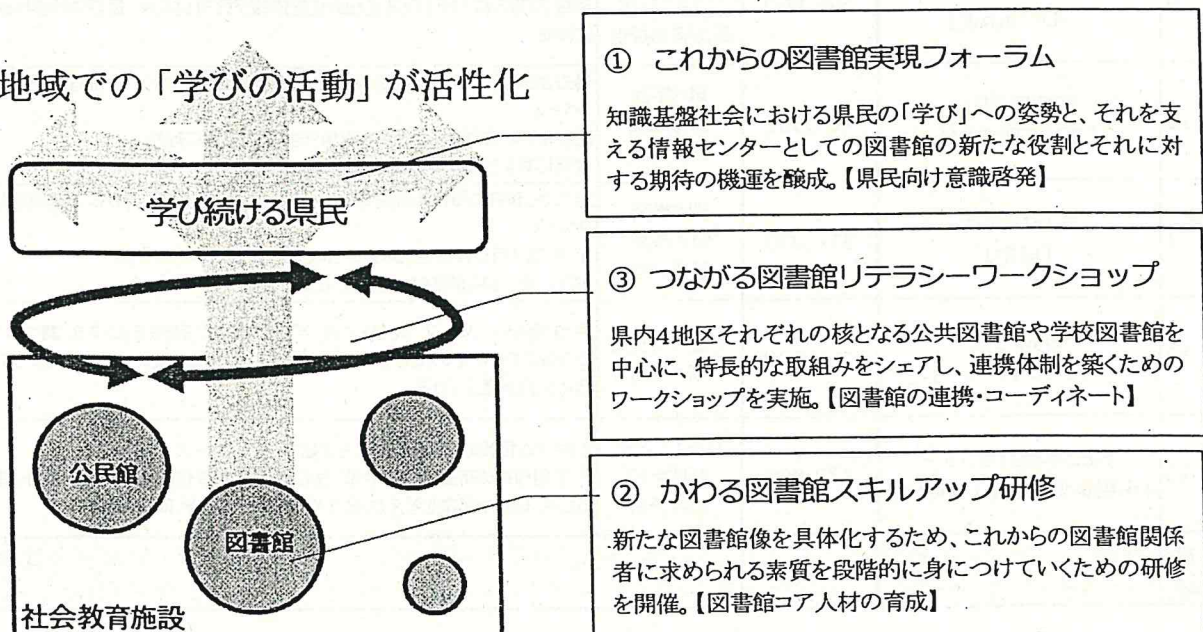 地域での「学びの活動」が活性化
学び続ける県民
公民館
図書館
社会教育施設
① これからの図書館実現フォーラム
知識基盤社会における県民の「学び」への姿勢と、それを支
える情報センターとしての図書館の新たな役割とそれに対
する期待の機運を醸成。【県民向け意識啓発】
③ つながる図書館リテラシーワークショップ
県内4地区それぞれの核となる公共図書館や学校図書館を
中心に、特長的な取組みをシェアし、連携体制を築くための
ワークショップを実施。【図書館の連携・コーディネート】
② かわる図書館スキルアップ研修
新たな図書館像を具体化するため、これからの図書館関係
者に求められる素質を段階的に身につけていくための研修
を開催。【図書館コア人材の育成】